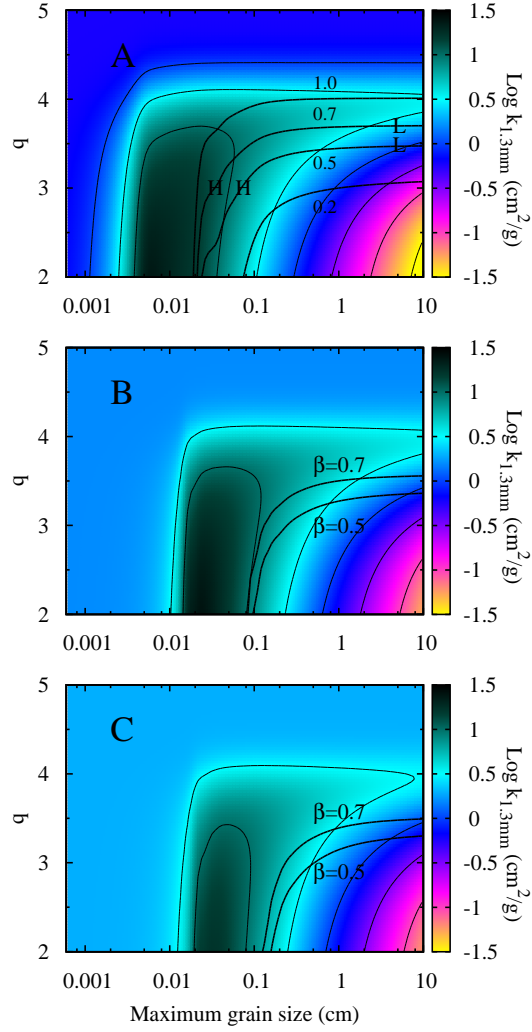 A
q
5
4
3
2
1.0
0.7
0.5
0.2
L
L
H H
0.001 0.01 0.1 1 10
1.5
1
0.5
0
-0.5
-1
-1.5
Log k1.3mm (cm²/g)
B
q
5
4
3
2
β=0.7
β=0.5
0.001 0.01 0.1 1 10
1.5
1
0.5
0
-0.5
-1
-1.5
Log k1.3mm (cm²/g)
C
q
5
4
3
2
β=0.7
β=0.5
0.001 0.01 0.1 1 10
1.5
1
0.5
0
-0.5
-1
-1.5
Log k1.3mm (cm²/g)
Maximum grain size (cm)